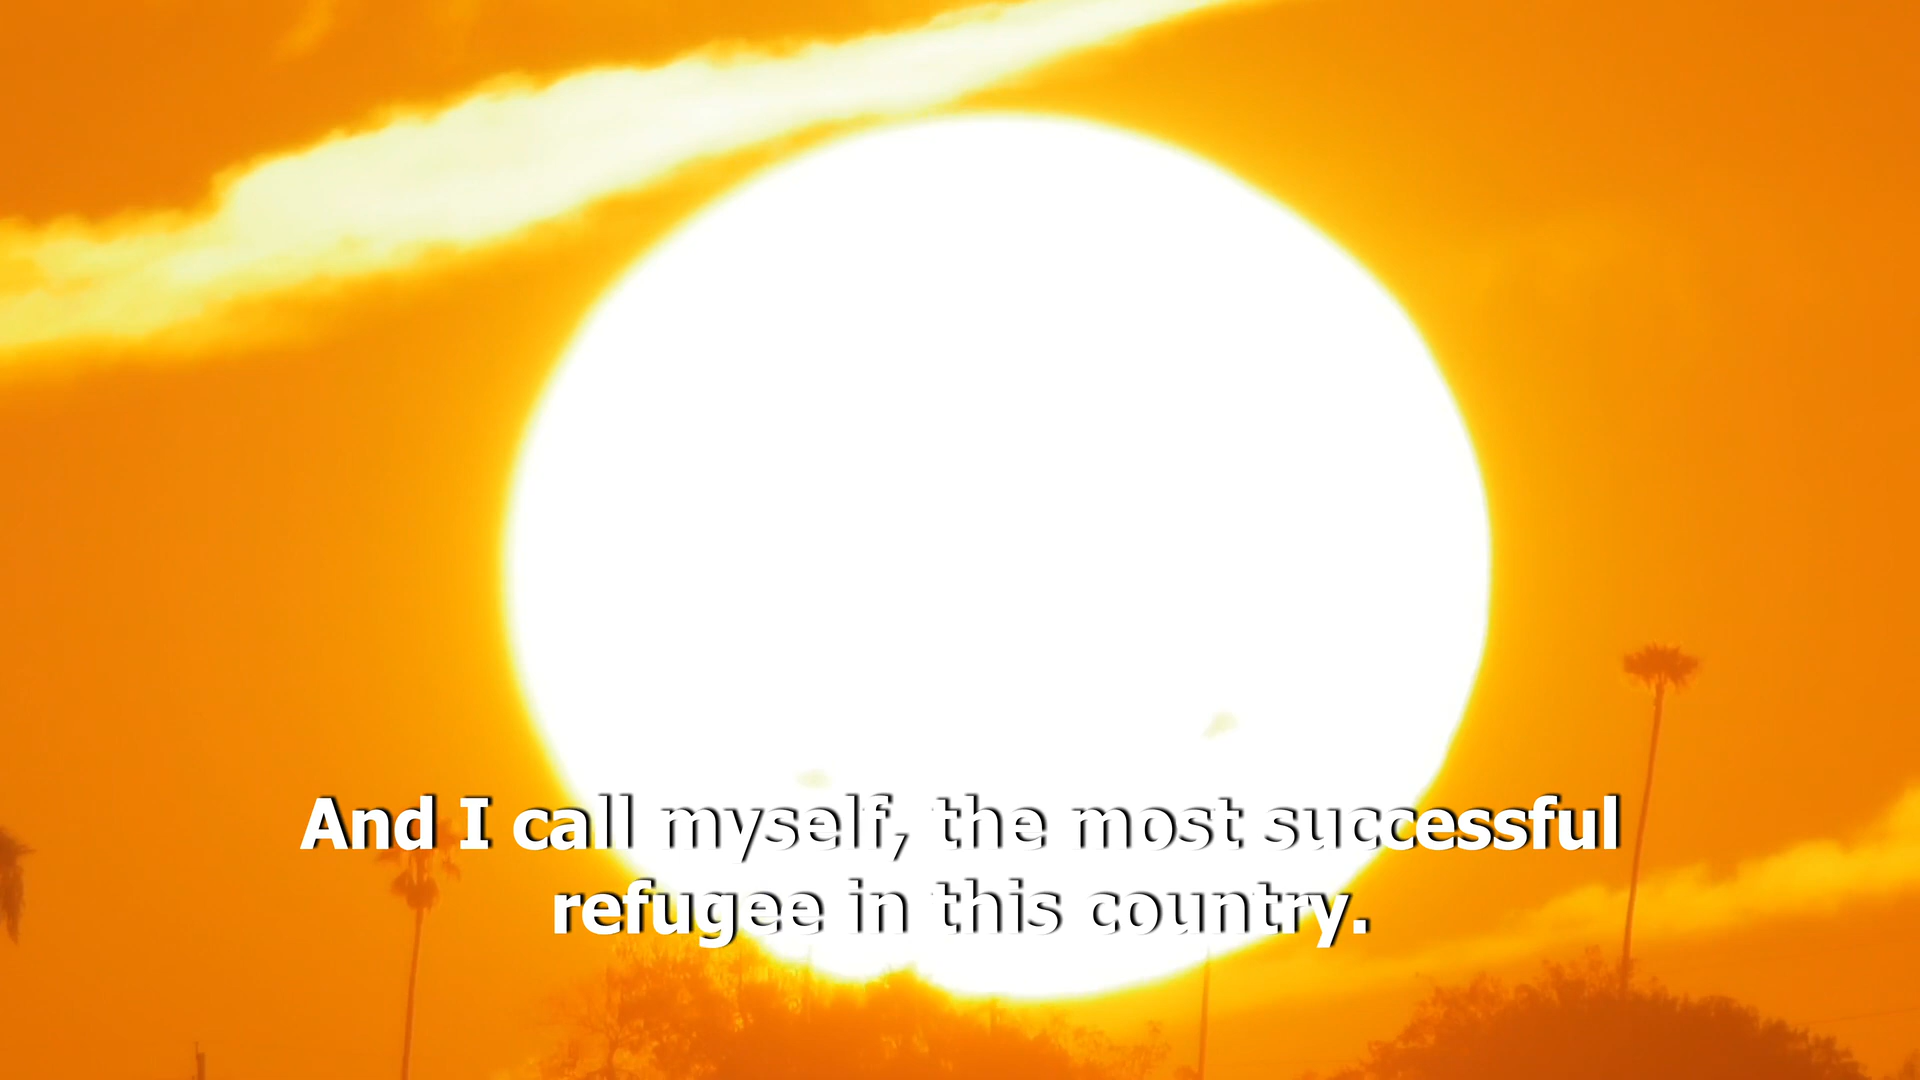 And I call myself, the most successful
refugee in this country.